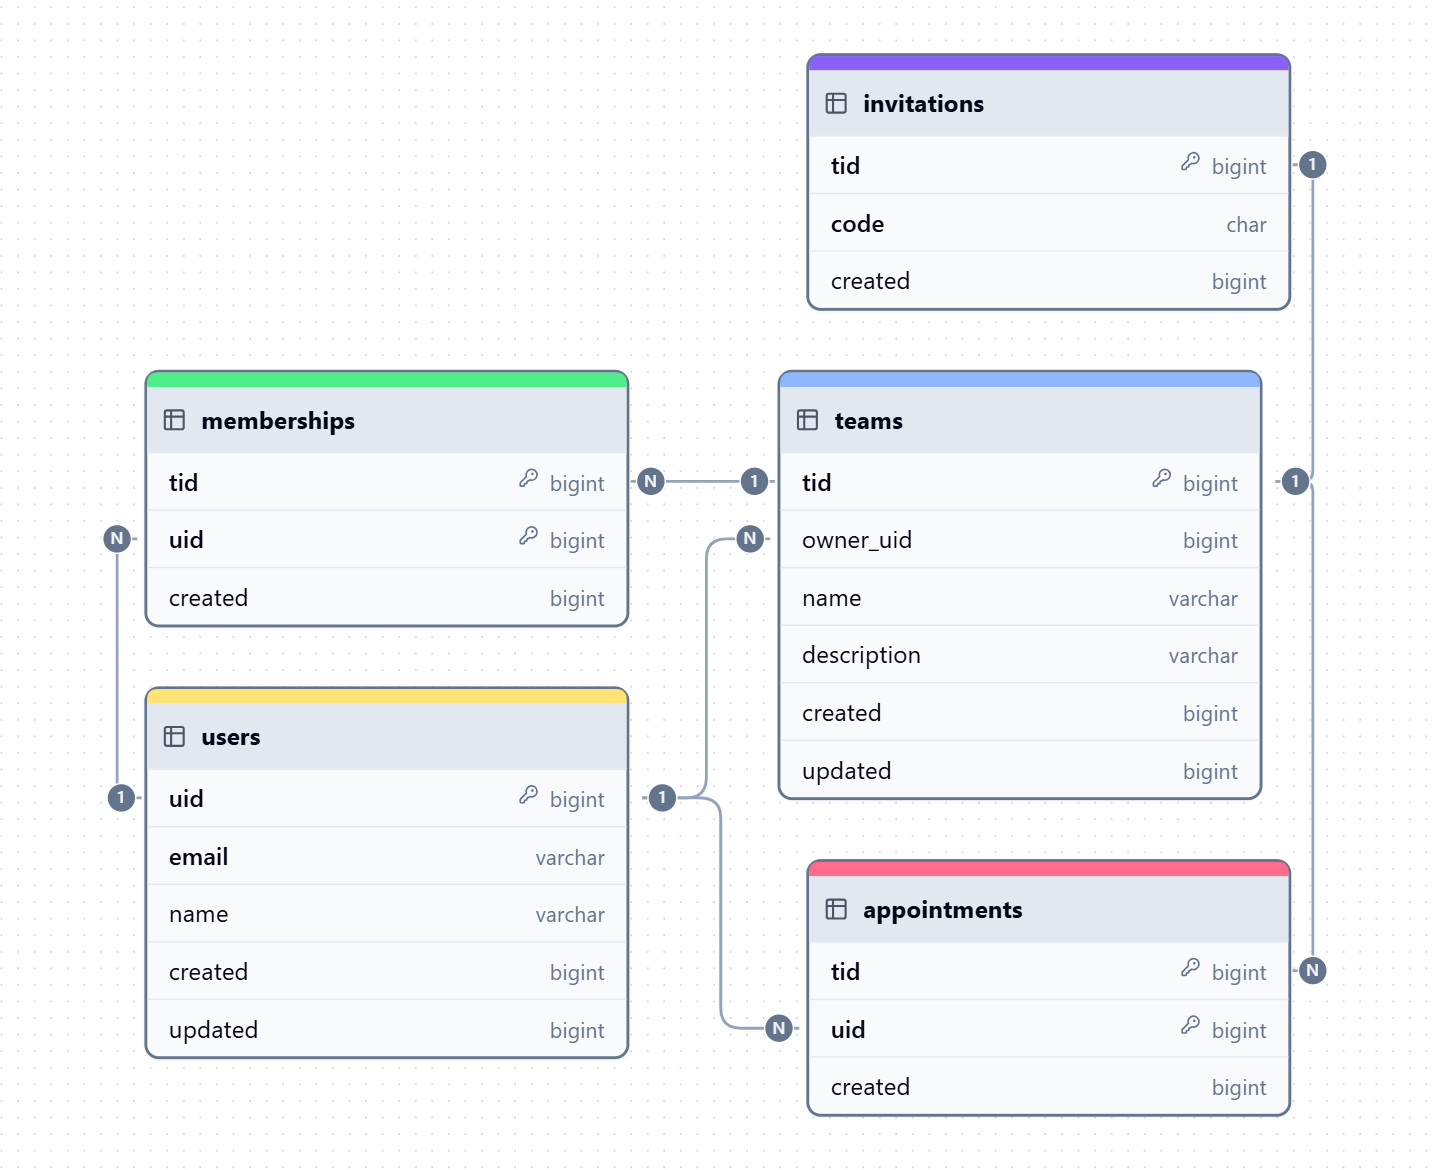 invitations
tid bigint
1
code char
created bigint
memberships
tid bigint
N
uid bigint
N
created bigint
teams
1
tid bigint
1
N
owner_uid bigint
name varchar
description varchar
created bigint
updated bigint
users
1
uid bigint
1
email varchar
name varchar
created bigint
updated bigint
appointments
tid bigint
N
N
uid bigint
created bigint